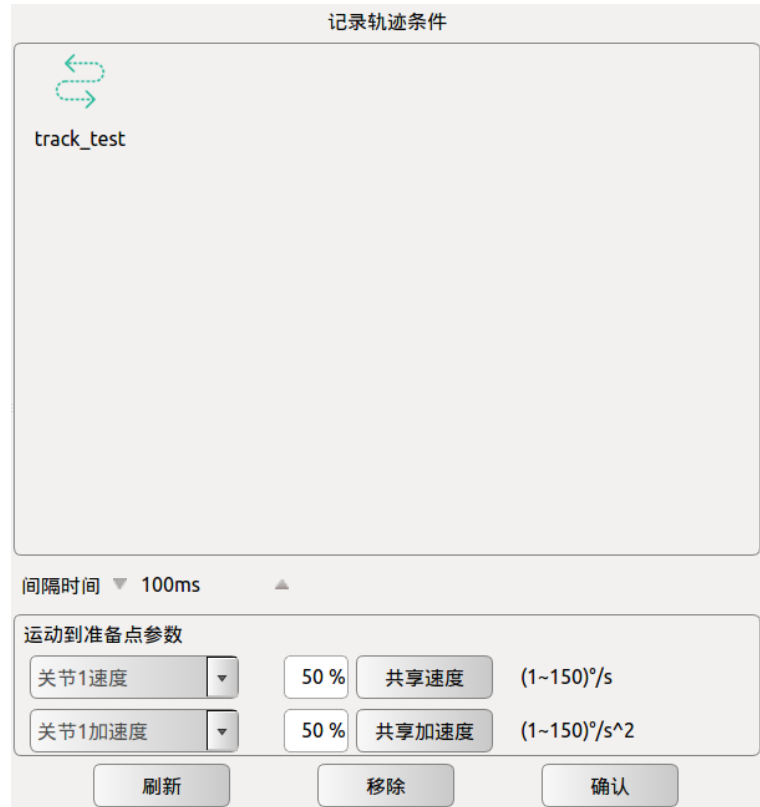 记录轨迹条件
track_test
间隔时间 100ms
运动到准备点参数
关节1速度 50 % 共享速度 (1~150)°/s
关节1加速度 50 % 共享加速度 (1~150)°/s^2
刷新 移除 确认